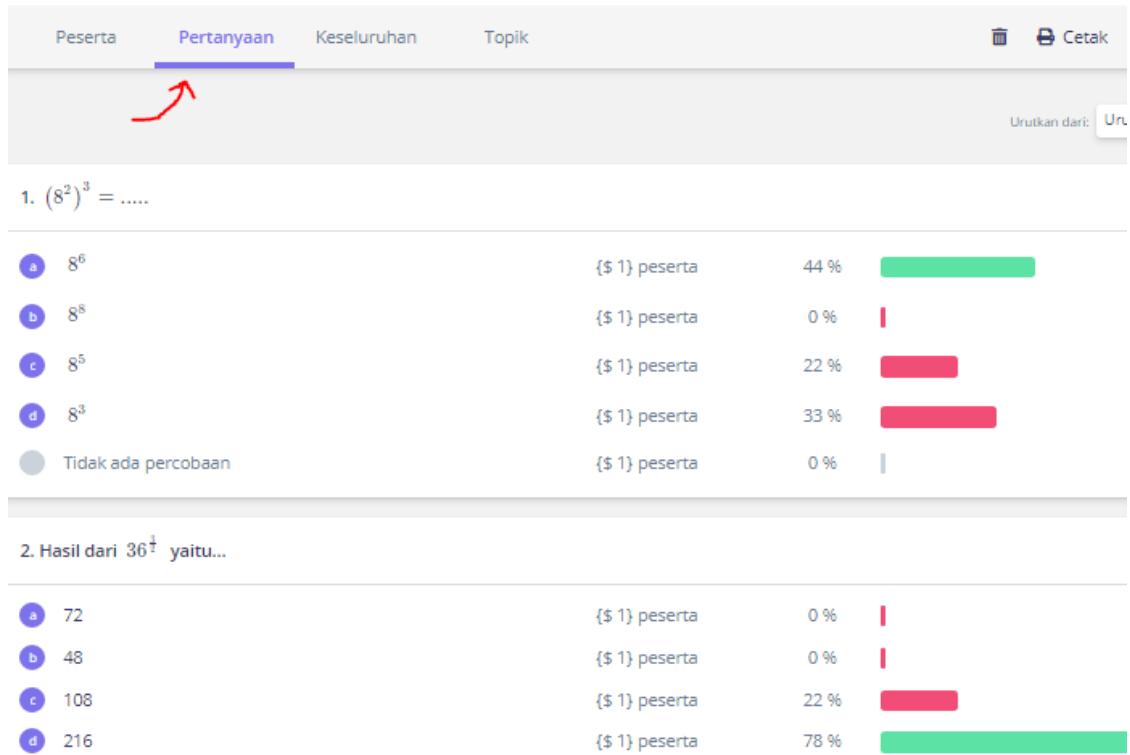 Peserta Pertanyaan Keseluruhan Topik Cetak
Urutkan dari: Uru
1. (8²)³ = .....
a 8⁶ {$ 1} peserta 44 %
b 8⁸ {$ 1} peserta 0 %
c 8⁵ {$ 1} peserta 22 %
d 8³ {$ 1} peserta 33 %
Tidak ada percobaan {$ 1} peserta 0 %
2. Hasil dari 36 yaitu...
a 72 {$ 1} peserta 0 %
b 48 {$ 1} peserta 0 %
c 108 {$ 1} peserta 22 %
d 216 {$ 1} peserta 78 %